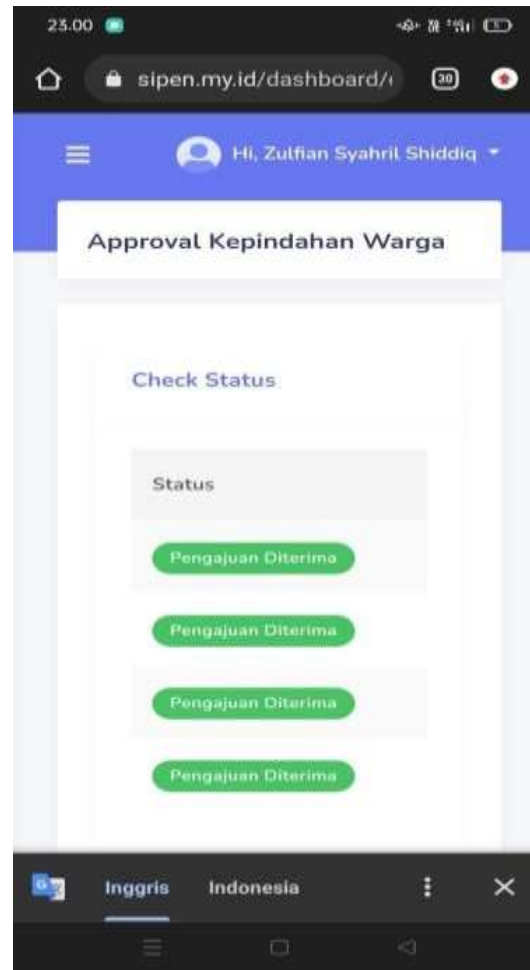 23.00
sipen.my.id/dashboard/
30
Hi, Zulfian Syahril Shiddiq
Approval Kepindahan Warga
Check Status
Status
Pengajuan Diterima
Pengajuan Diterima
Pengajuan Diterima
Pengajuan Diterima
Inggris Indonesia